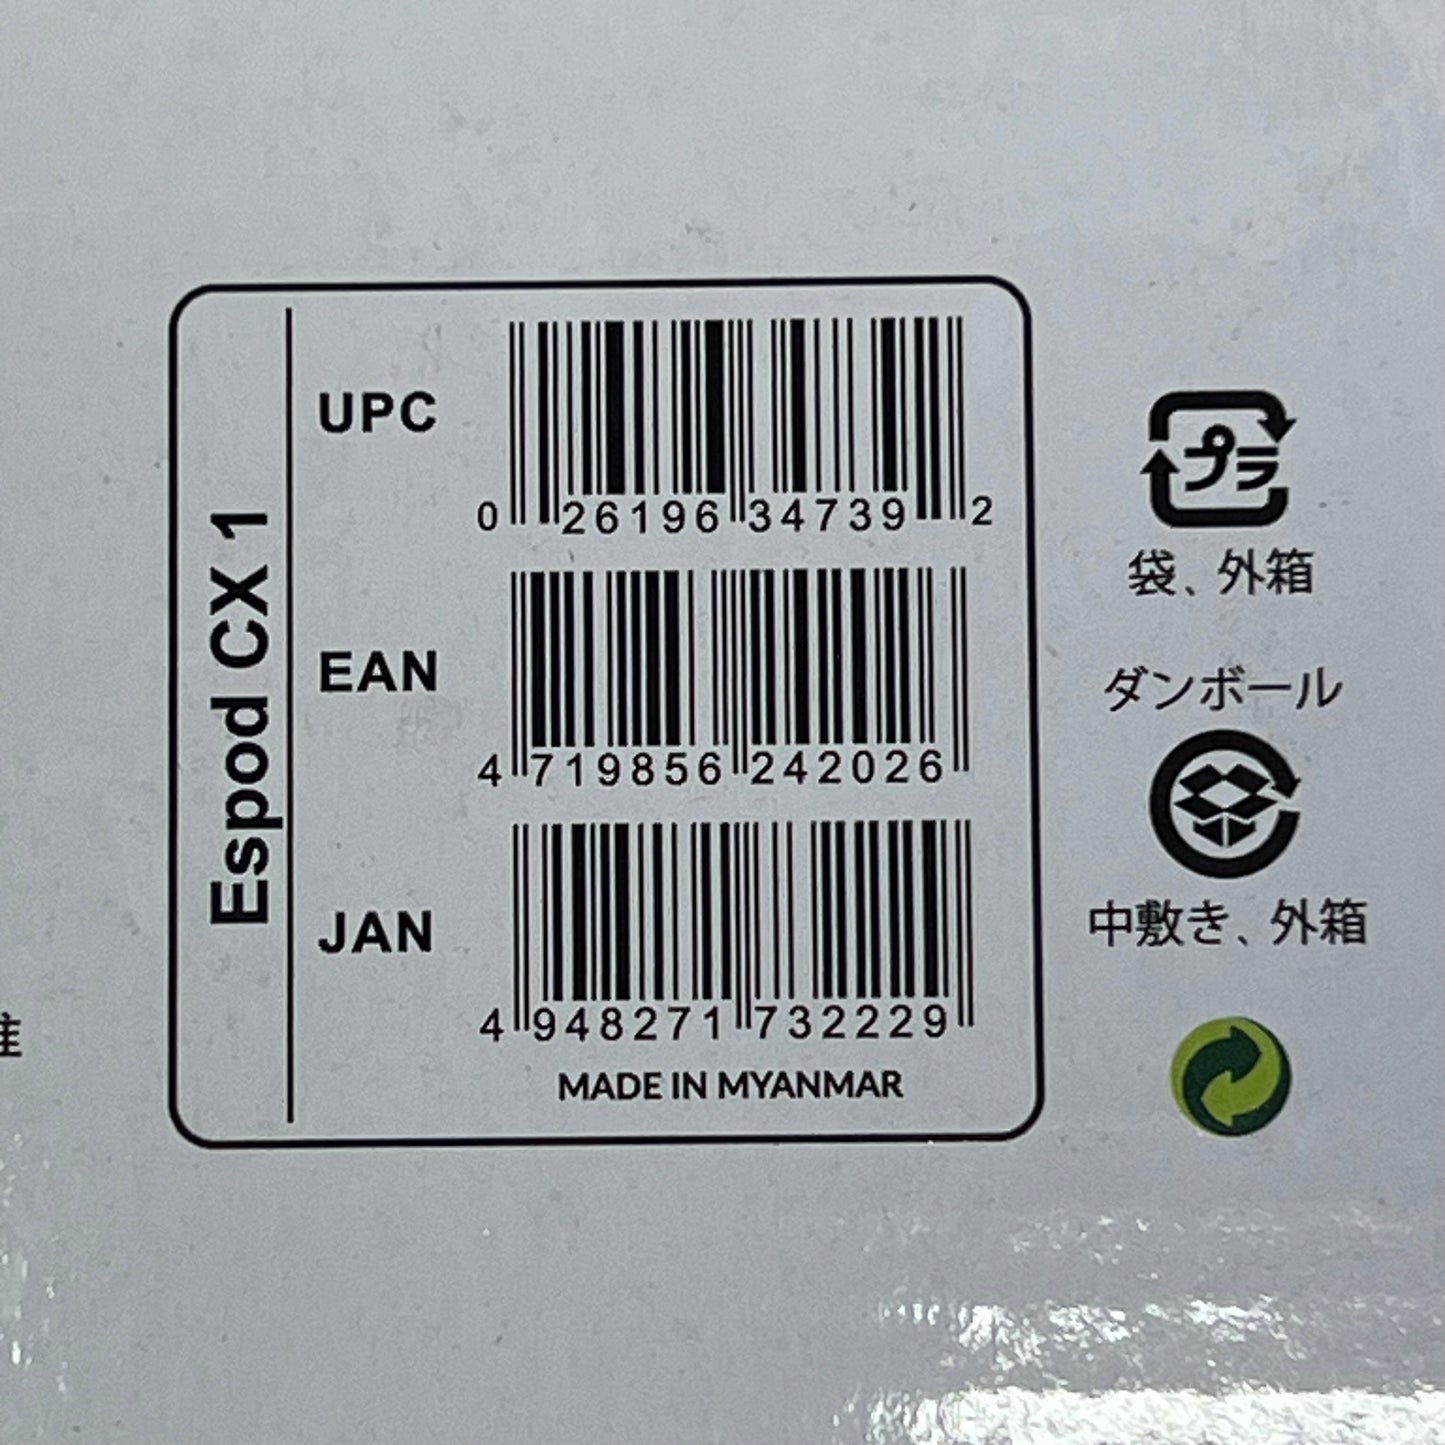 Espod CX 1
UPC
0 26196 34739 2
EAN
4 719856 242026
JAN
4 948271 732229
MADE IN MYANMAR
プラ
袋、外箱
ダンボール
中敷き、外箱